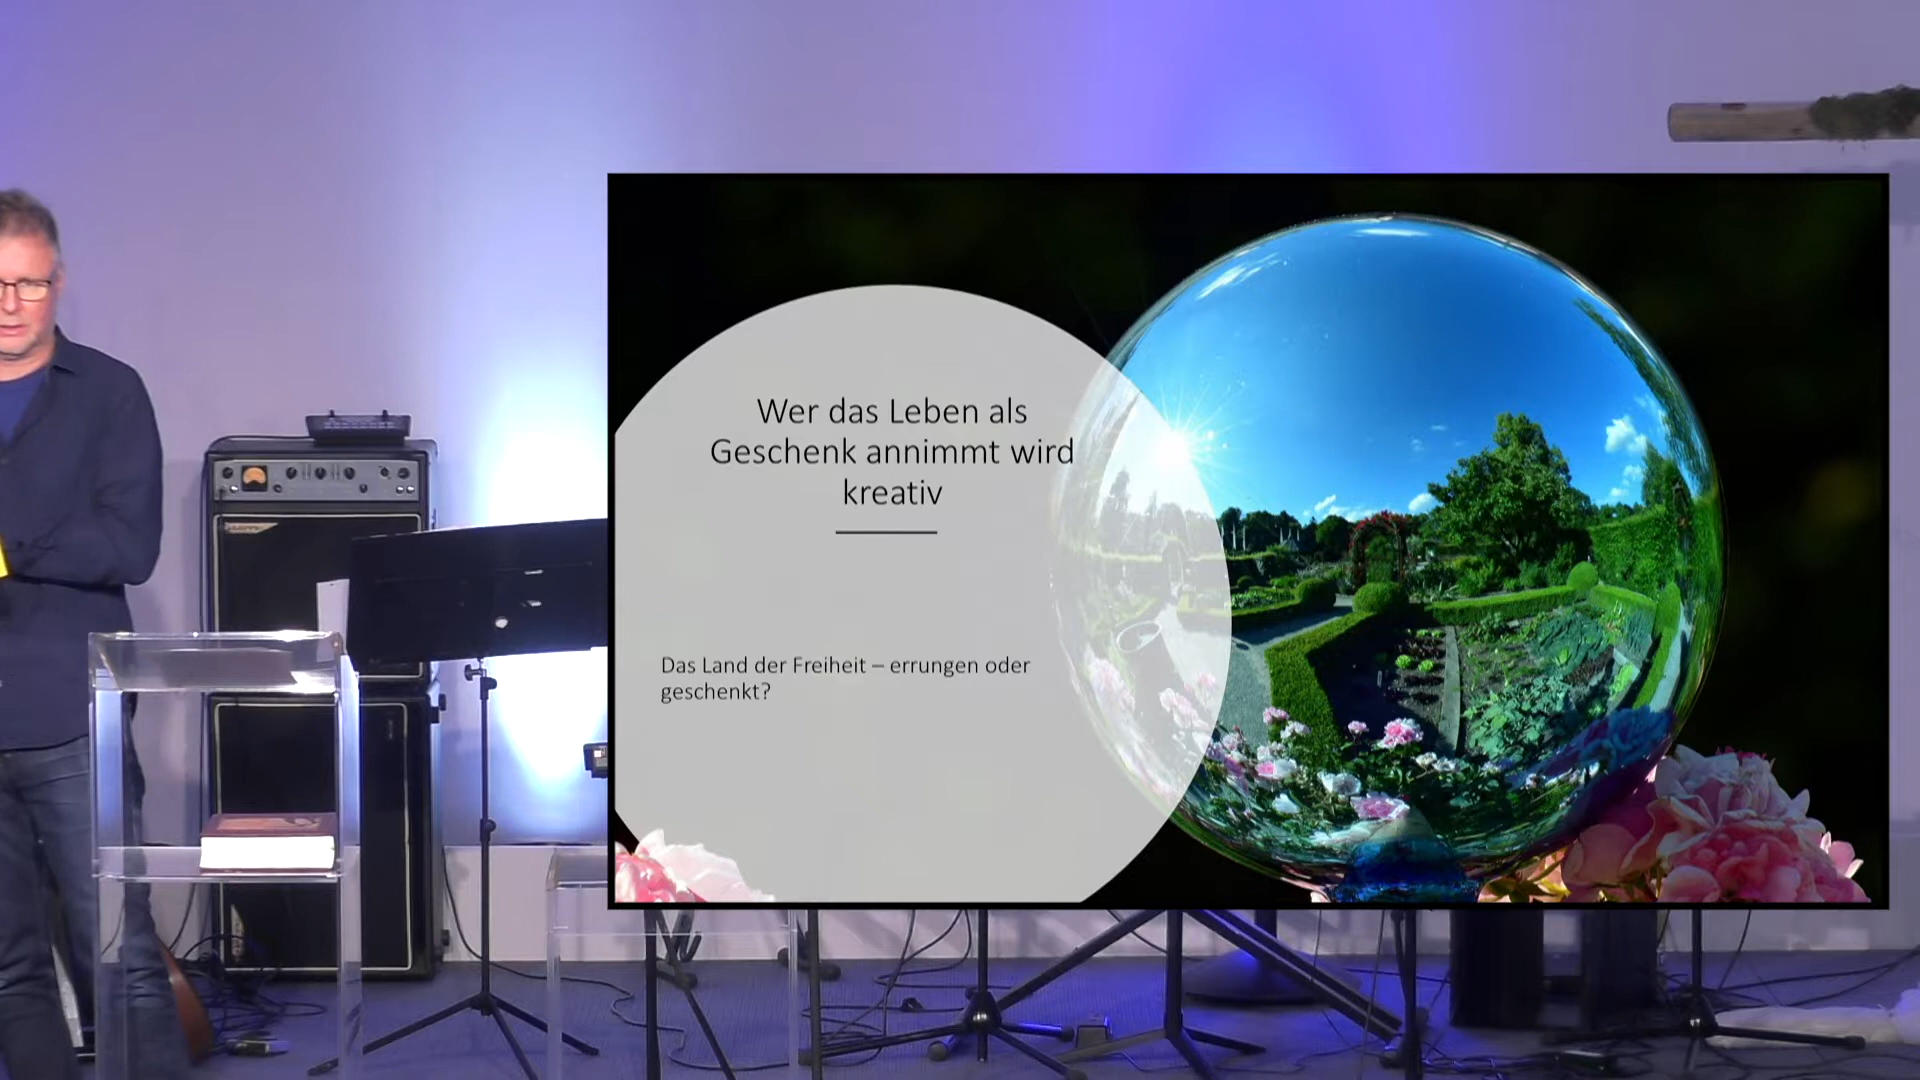 Wer das Leben als
Geschenk annimmt wird
kreativ
Das Land der Freiheit – errungen oder
geschenkt?